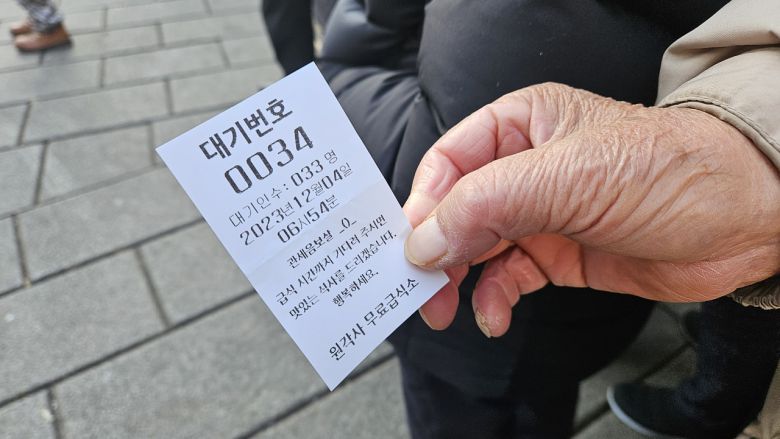 대기번호
0034
대기인수: 033 명
2023년12월04일
06시54분
관세음보살 _0_
급식 시간까지 기다려 주시면
맛있는 식사를 드리겠습니다.
행복하세요.
원각사 무료급식소